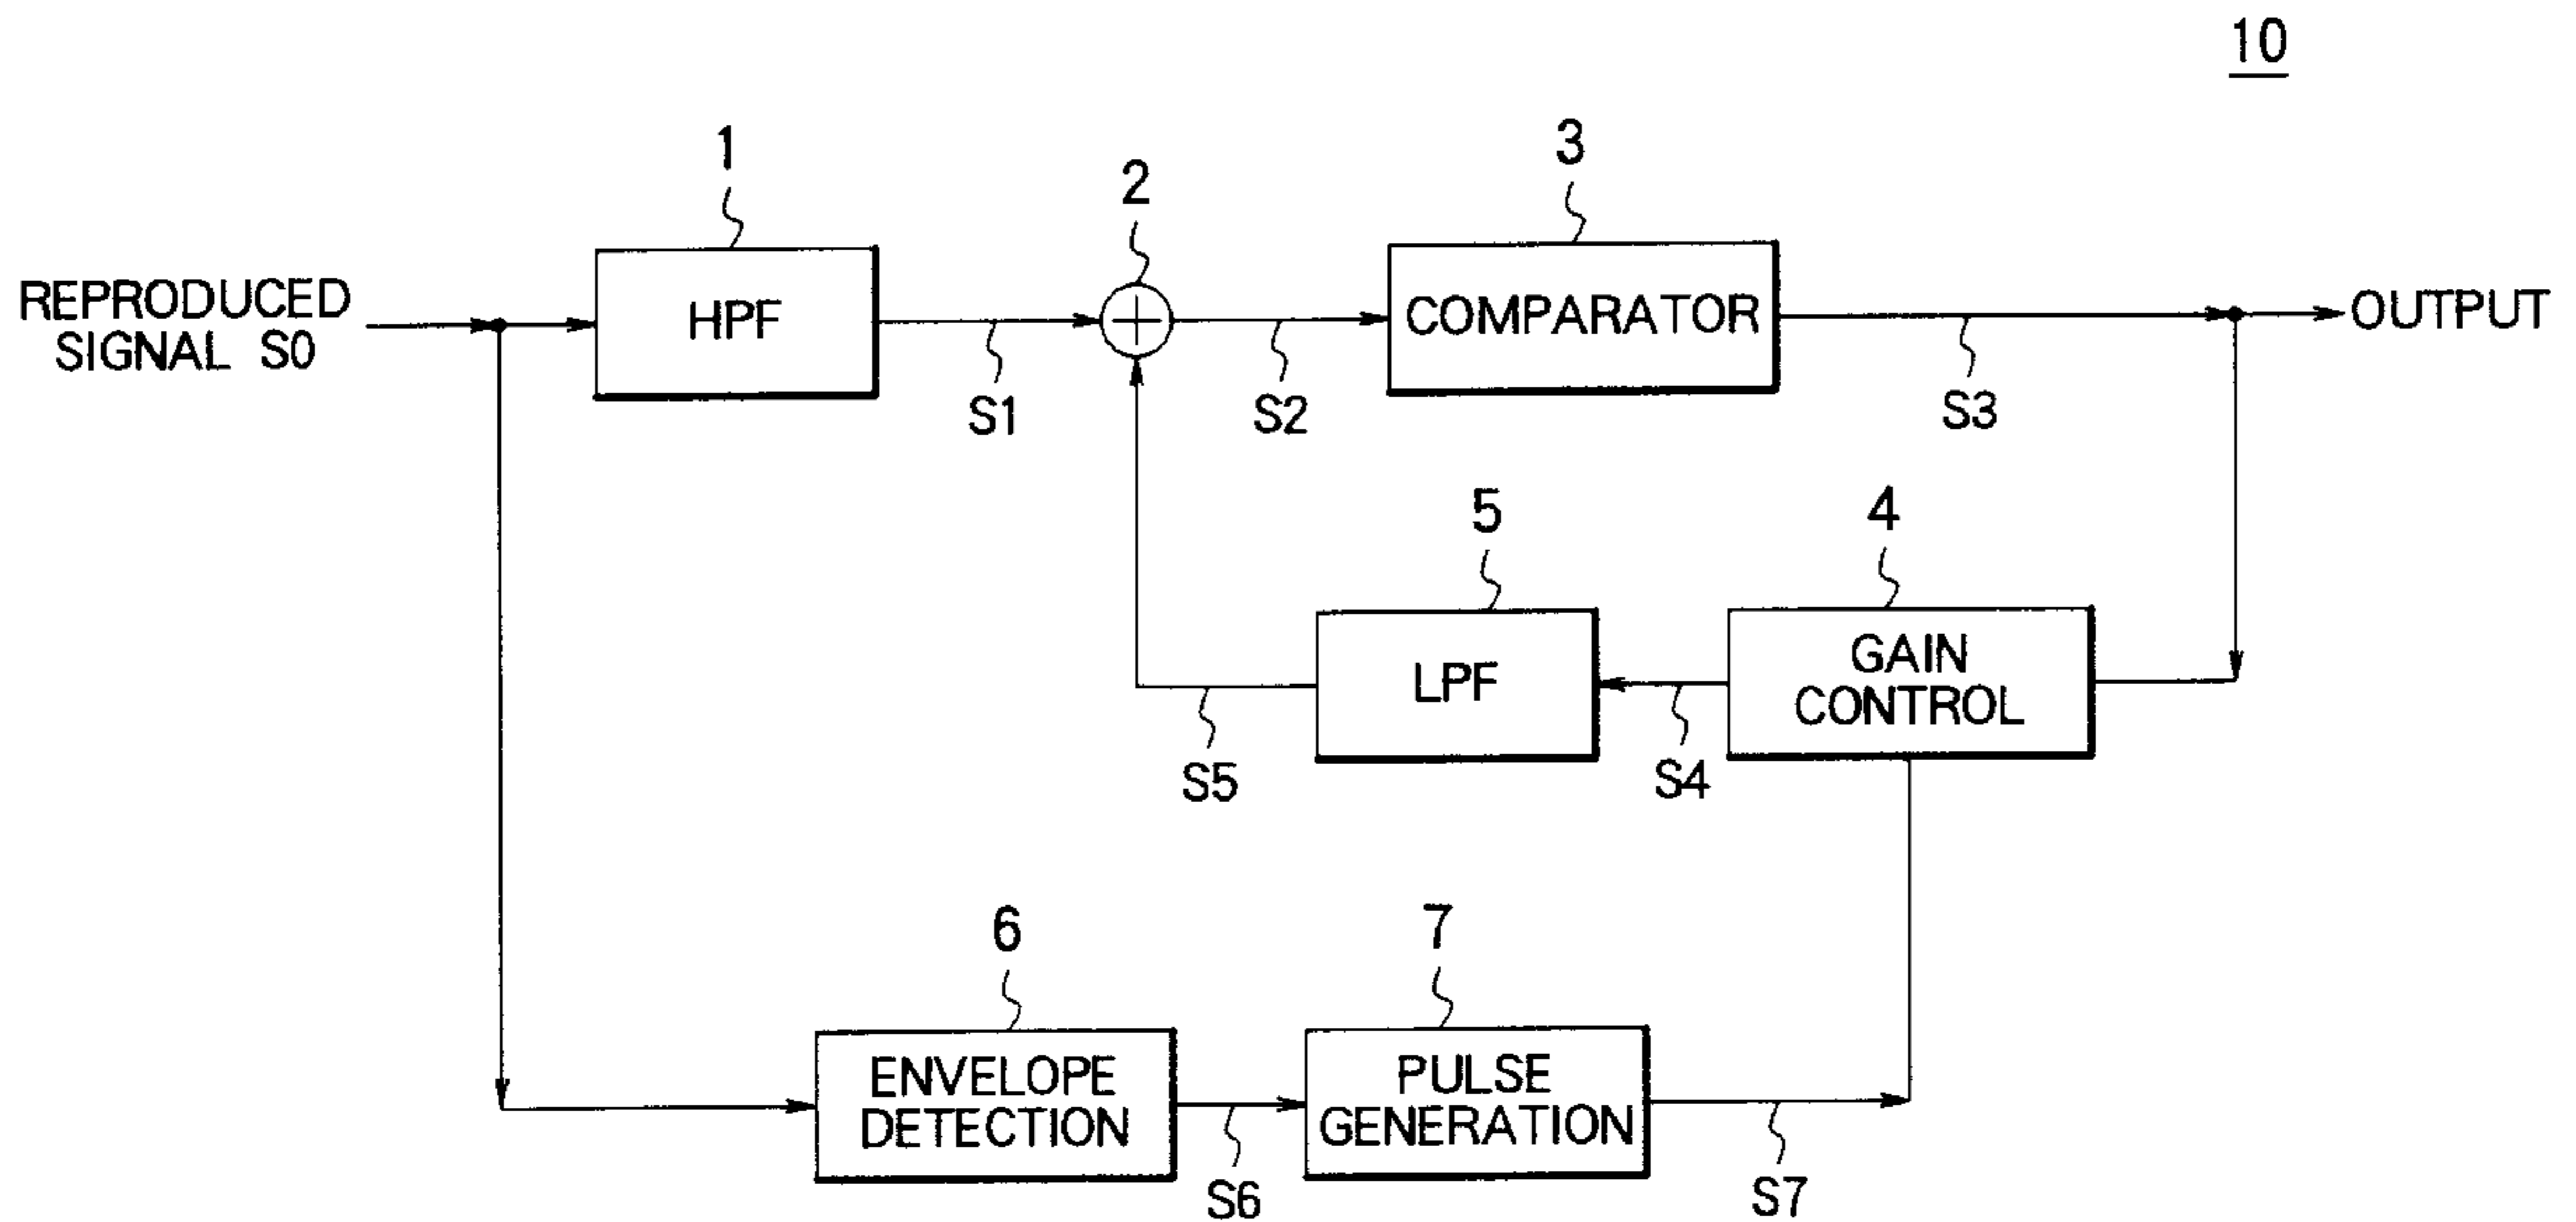 10
1
2
3
REPRODUCED
SIGNAL S0
HPF
COMPARATOR
OUTPUT
S1
S2
S3
5
4
LPF
GAIN
CONTROL
S5
S4
6
7
ENVELOPE
DETECTION
PULSE
GENERATION
S6
S7